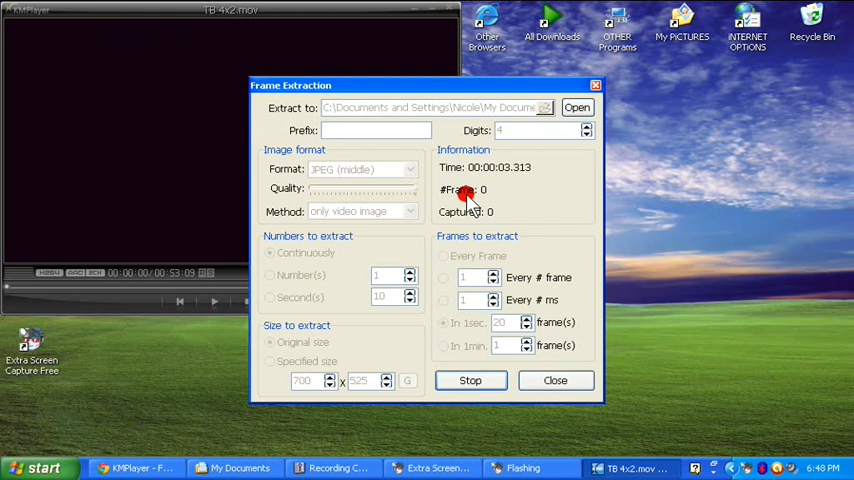 KMPlayer
TB 4x2.mov
H264 AAC 2CH 00:00:00 / 00:53:09
Other Browsers
All Downloads
OTHER Programs
My PiCTURES
iNTERNET OPTiONS
Recycle Bin
Extra Screen Capture Free
Frame Extraction
Extract to: C:\Documents and Settings\Nicole\My Docume Open
Prefix:
Digits: 4
Image format
Format: JPEG (middle)
Quality:
Method: only video image
Information
Time: 00:00:03.313
#Frame: 0
Captured: 0
Numbers to extract
Continuously
Number(s) 1
Second(s) 10
Frames to extract
Every Frame
1 Every # frame
1 Every # ms
In 1sec. 20 frame(s)
In 1min. 1 frame(s)
Size to extract
Original size
Specified size
700 X 525 G
Stop
Close
start
KMPlayer - F...
My Documents
Recording C...
Extra Screen...
Flashing
TB 4x2.mov ...
6:48 PM